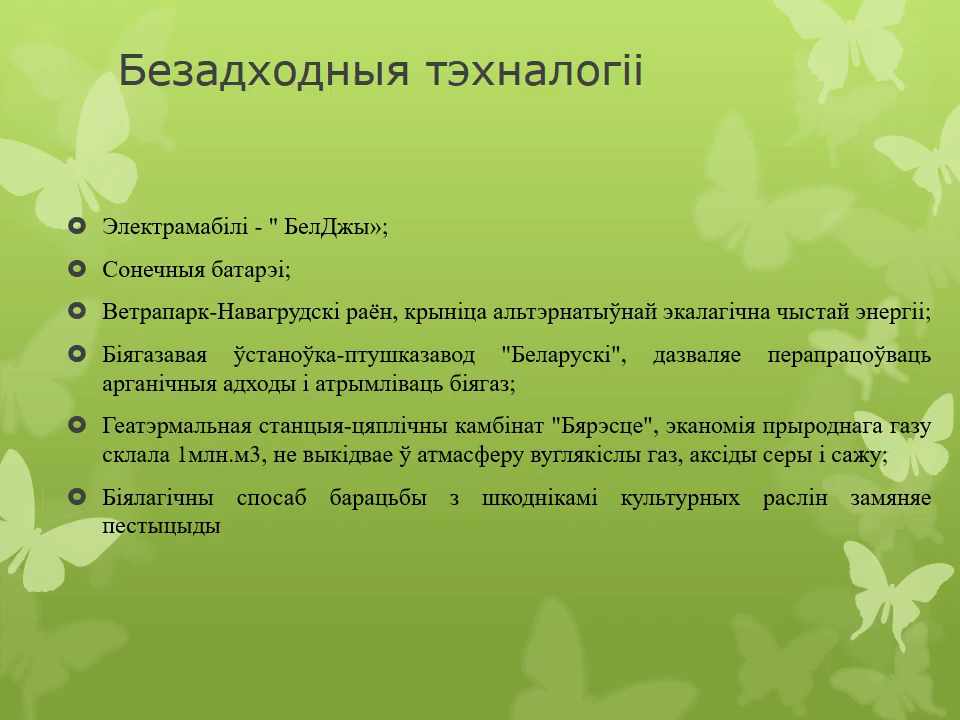 Безадходныя тэхналогіі
Электрамабілі - " БелДжы»;
Сонечныя батарэі;
Ветрапарк-Навагрудскі раён, крыніца альтэрнатыўнай экалагічна чыстай энергіі;
Біягазавая ўстаноўка-птушказавод "Беларускі", дазваляе перапрацоўваць
арганічныя адходы і атрымліваць біягаз;
Геатэрмальная станцыя-цяплічны камбінат "Бярэсце", эканомія прыроднага газу
склала 1млн.м3, не выкідвае ў атмасферу вуглякіслы газ, аксіды серы і сажу;
Біялагічны спосаб барацьбы з шкоднікамі культурных раслін замяняе
пестыцыды